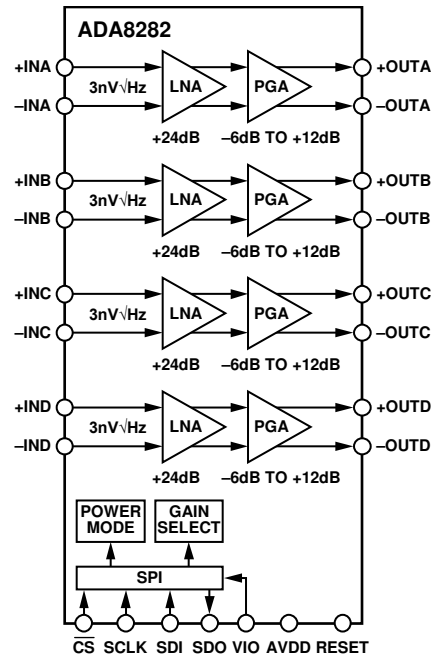 ADA8282
+INA
3nV√Hz
LNA
PGA
+OUTA
–INA
–OUTA
+24dB
–6dB TO +12dB
+INB
3nV√Hz
LNA
PGA
+OUTB
–INB
–OUTB
+24dB
–6dB TO +12dB
+INC
3nV√Hz
LNA
PGA
+OUTC
–INC
–OUTC
+24dB
–6dB TO +12dB
+IND
3nV√Hz
LNA
PGA
+OUTD
–IND
–OUTD
+24dB
–6dB TO +12dB
POWER
MODE
GAIN
SELECT
SPI
CS SCLK SDI SDO VIO AVDD RESET